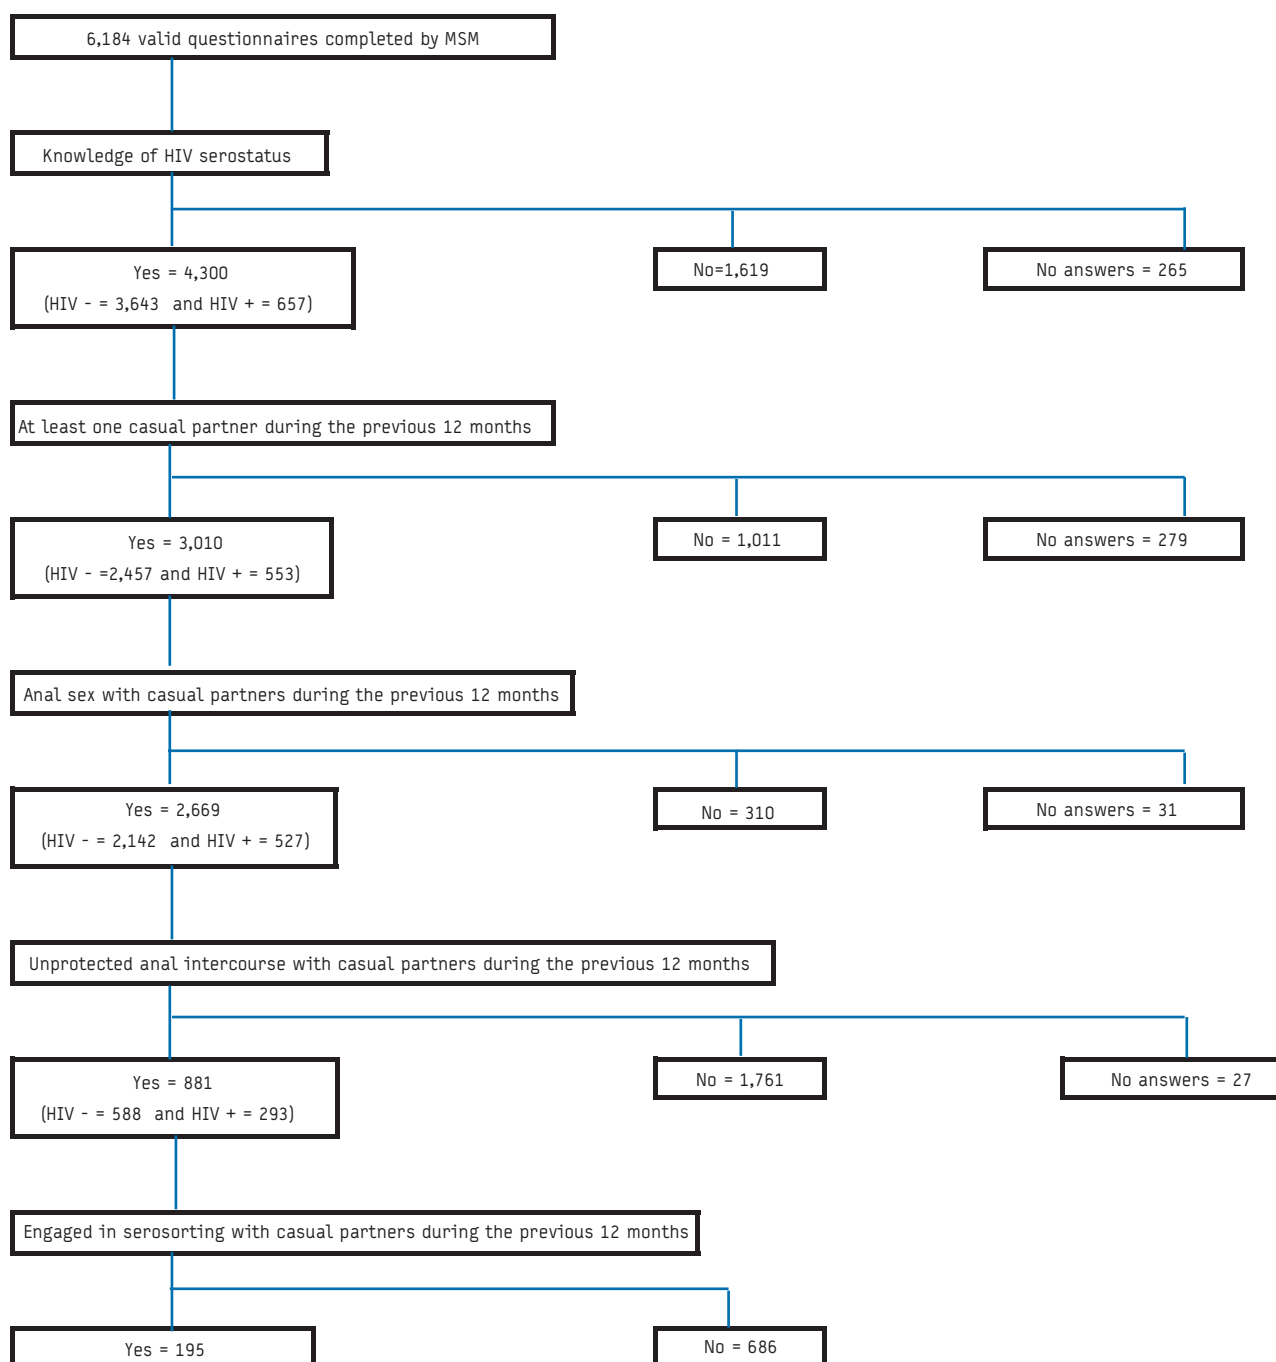 6,184 valid questionnaires completed by MSM
Knowledge of HIV serostatus
Yes = 4,300
(HIV - = 3,643 and HIV + = 657)
No=1,619
No answers = 265
At least one casual partner during the previous 12 months
Yes = 3,010
(HIV - =2,457 and HIV + = 553)
No = 1,011
No answers = 279
Anal sex with casual partners during the previous 12 months
Yes = 2,669
(HIV - = 2,142 and HIV + = 527)
No = 310
No answers = 31
Unprotected anal intercourse with casual partners during the previous 12 months
Yes = 881
(HIV - = 588 and HIV + = 293)
No = 1,761
No answers = 27
Engaged in serosorting with casual partners during the previous 12 months
Yes = 195
No = 686